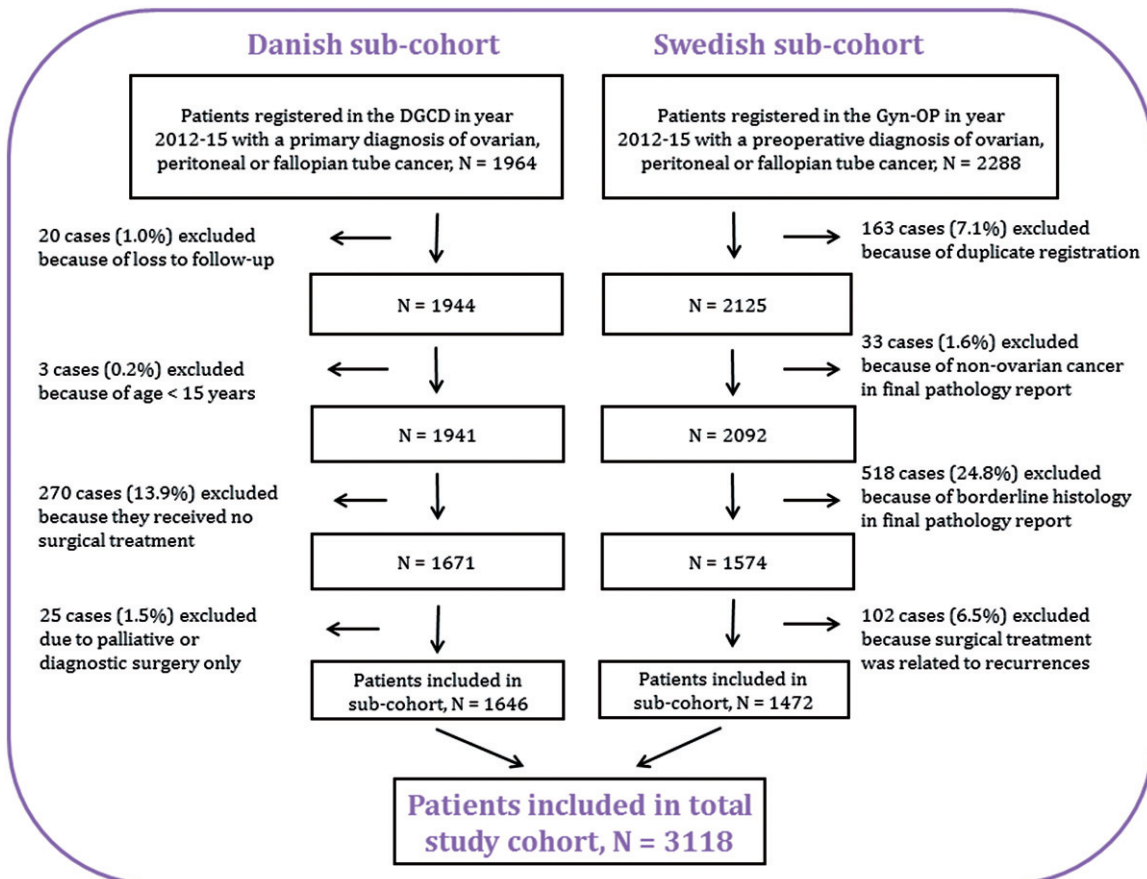 Danish sub-cohort
Patients registered in the DGCD in year
2012-15 with a primary diagnosis of ovarian,
peritoneal or fallopian tube cancer, N = 1964
20 cases (1.0%) excluded
because of loss to follow-up
N = 1944
3 cases (0.2%) excluded
because of age < 15 years
N = 1941
270 cases (13.9%) excluded
because they received no
surgical treatment
N = 1671
25 cases (1.5%) excluded
due to palliative or
diagnostic surgery only
Patients included in
sub-cohort, N = 1646
Swedish sub-cohort
Patients registered in the Gyn-OP in year
2012-15 with a preoperative diagnosis of ovarian,
peritoneal or fallopian tube cancer, N = 2288
163 cases (7.1%) excluded
because of duplicate registration
N = 2125
33 cases (1.6%) excluded
because of non-ovarian cancer
in final pathology report
N = 2092
518 cases (24.8%) excluded
because of borderline histology
in final pathology report
N = 1574
102 cases (6.5%) excluded
because surgical treatment
was related to recurrences
Patients included in
sub-cohort, N = 1472
Patients included in total
study cohort, N = 3118